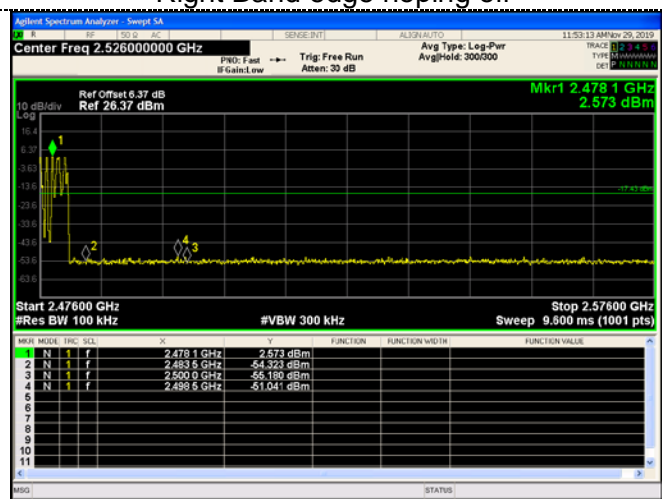 Right Band edge hoping off
Agilent Spectrum Analyzer - Swept SA
R RF 50 Ω AC SENSE:INT ALIGN AUTO 11:53:13 AM Nov 29, 2019
Center Freq 2.526000000 GHz
PNO: Fast Trig: Free Run
IFGain:Low Atten: 30 dB
Avg Type: Log-Pwr
Avg|Hold: 300/300
TRACE 1 2 3 4 5 6
TYPE M
DET P N N N N N
Mkr1 2.478 1 GHz
2.573 dBm
Ref Offset 6.37 dB
10 dB/div Ref 26.37 dBm
Log
16.4
6.37
-3.63
-13.6
-23.6
-33.6
-43.6
-53.6
-63.6
-17.43 dBm
1
2
4
3
Start 2.47600 GHz Stop 2.57600 GHz
#Res BW 100 kHz #VBW 300 kHz Sweep 9.600 ms (1001 pts)
MKR MODE TRC SCL X Y FUNCTION FUNCTION WIDTH FUNCTION VALUE
1 N 1 f 2.478 1 GHz 2.573 dBm
2 N 1 f 2.483 5 GHz -54.323 dBm
3 N 1 f 2.500 0 GHz -55.180 dBm
4 N 1 f 2.498 5 GHz -51.041 dBm
5
6
7
8
9
10
11
MSG STATUS